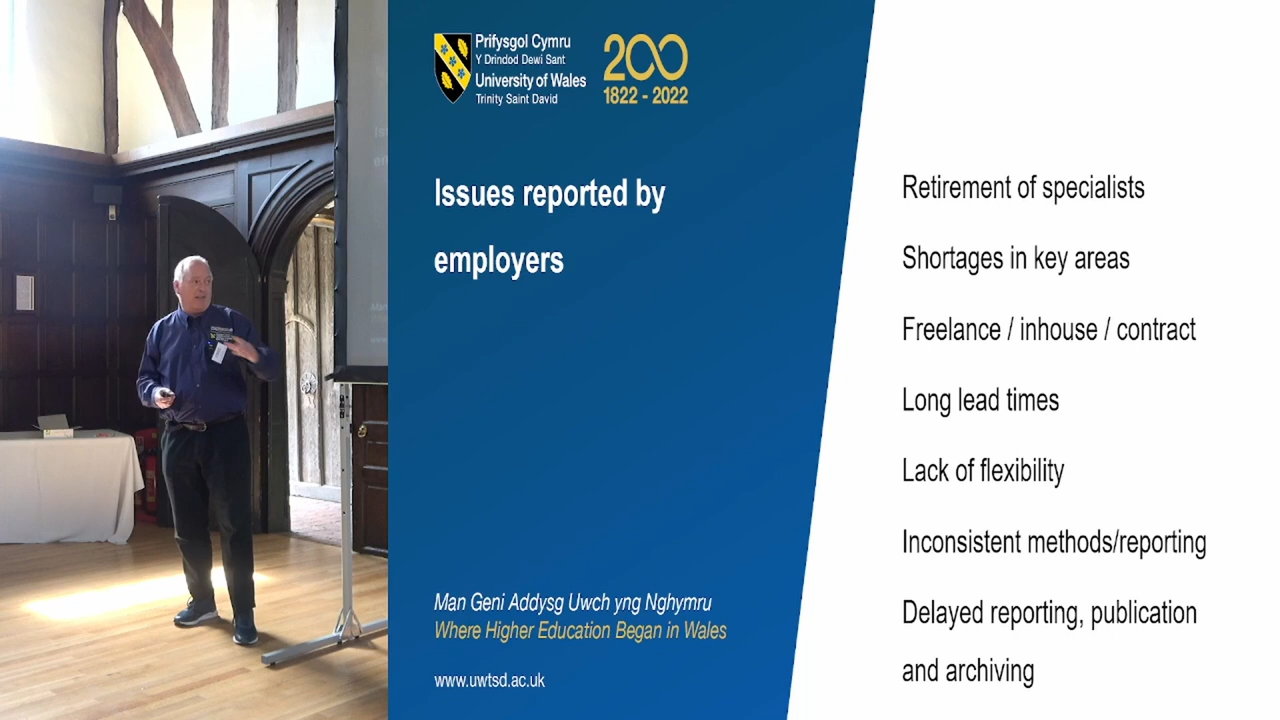 Prifysgol Cymru
Y Drindod Dewi Sant
University of Wales
Trinity Saint David
200
1822 - 2022
Issues reported by
employers
Retirement of specialists
Shortages in key areas
Freelance / inhouse / contract
Long lead times
Lack of flexibility
Inconsistent methods/reporting
Delayed reporting, publication
and archiving
Man Geni Addysg Uwch yng Nghymru
Where Higher Education Began in Wales
www.uwtsd.ac.uk